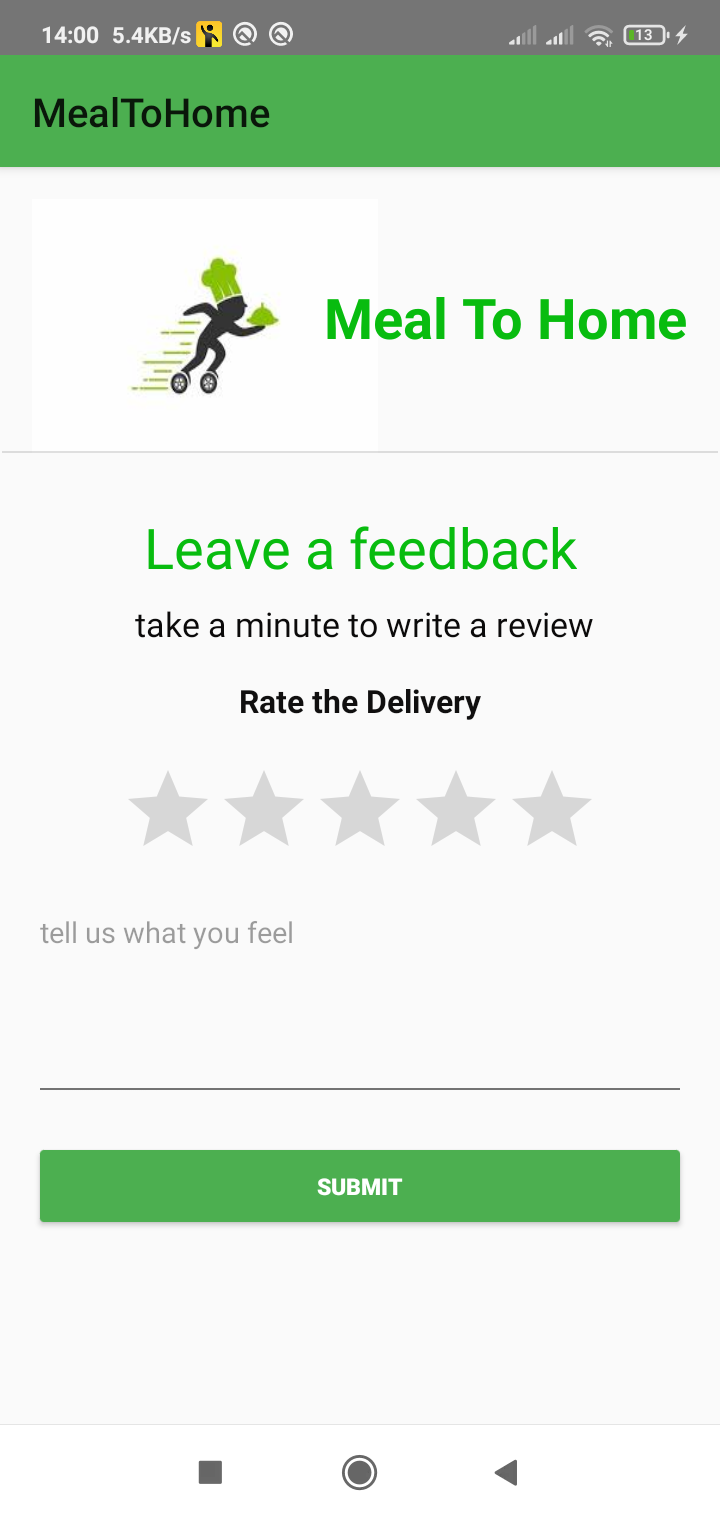 14:00 5.4KB/s 13
MealToHome
Meal To Home
Leave a feedback
take a minute to write a review
Rate the Delivery
tell us what you feel
SUBMIT